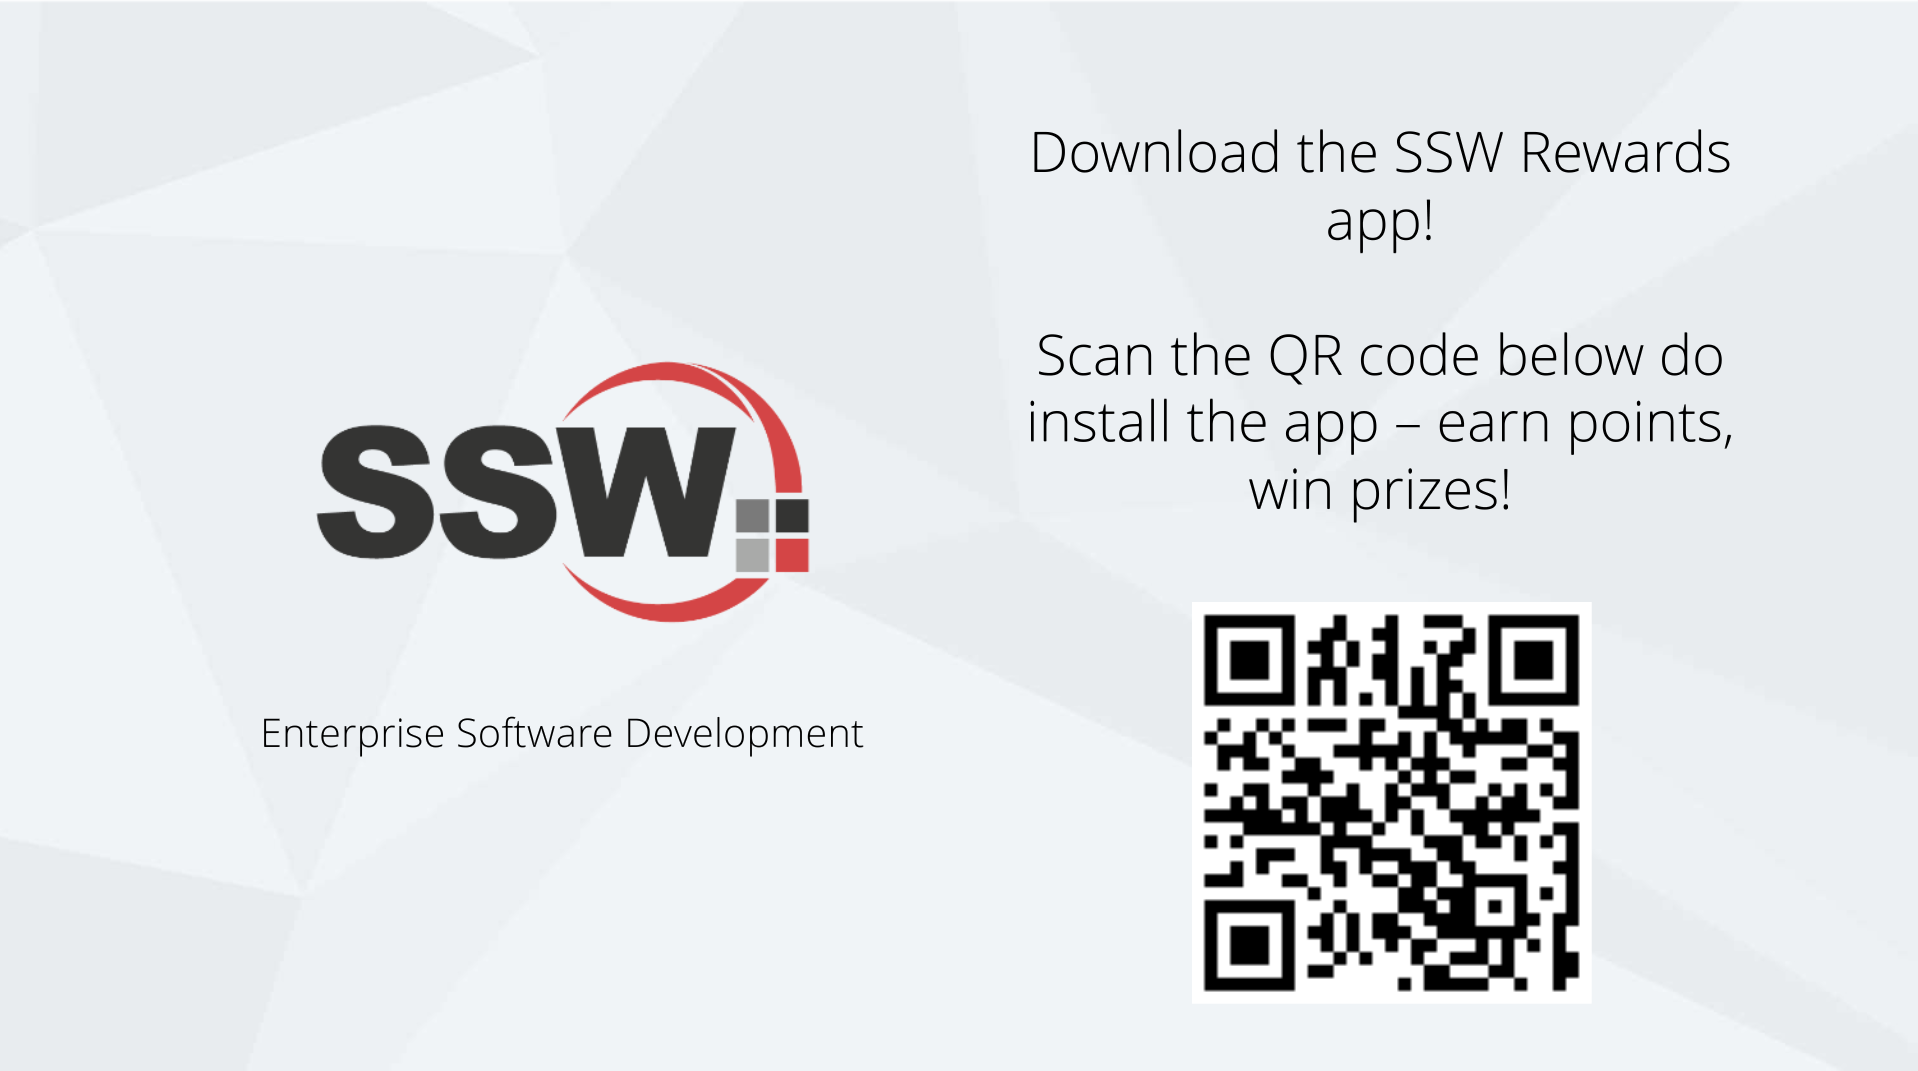 SSW
Enterprise Software Development
Download the SSW Rewards
app!
Scan the QR code below do
install the app – earn points,
win prizes!